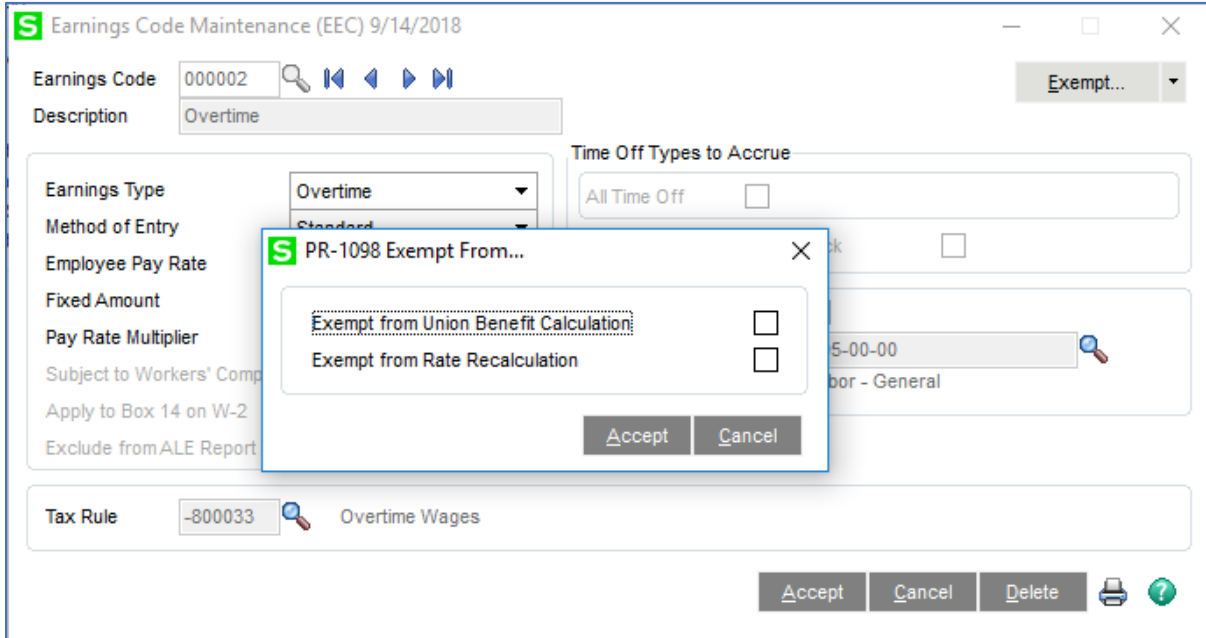 S Earnings Code Maintenance (EEC) 9/14/2018
Earnings Code 000002 Exempt...
Description Overtime
Time Off Types to Accrue
Earnings Type Overtime
All Time Off
Method of Entry Standard
S PR-1098 Exempt From...
Employee Pay Rate
Fixed Amount
Exempt from Union Benefit Calculation
Pay Rate Multiplier
5-00-00
Exempt from Rate Recalculation
Subject to Workers' Comp
bor - General
Apply to Box 14 on W-2
Accept Cancel
Exclude from ALE Report
Tax Rule -800033 Overtime Wages
Accept Cancel Delete ?